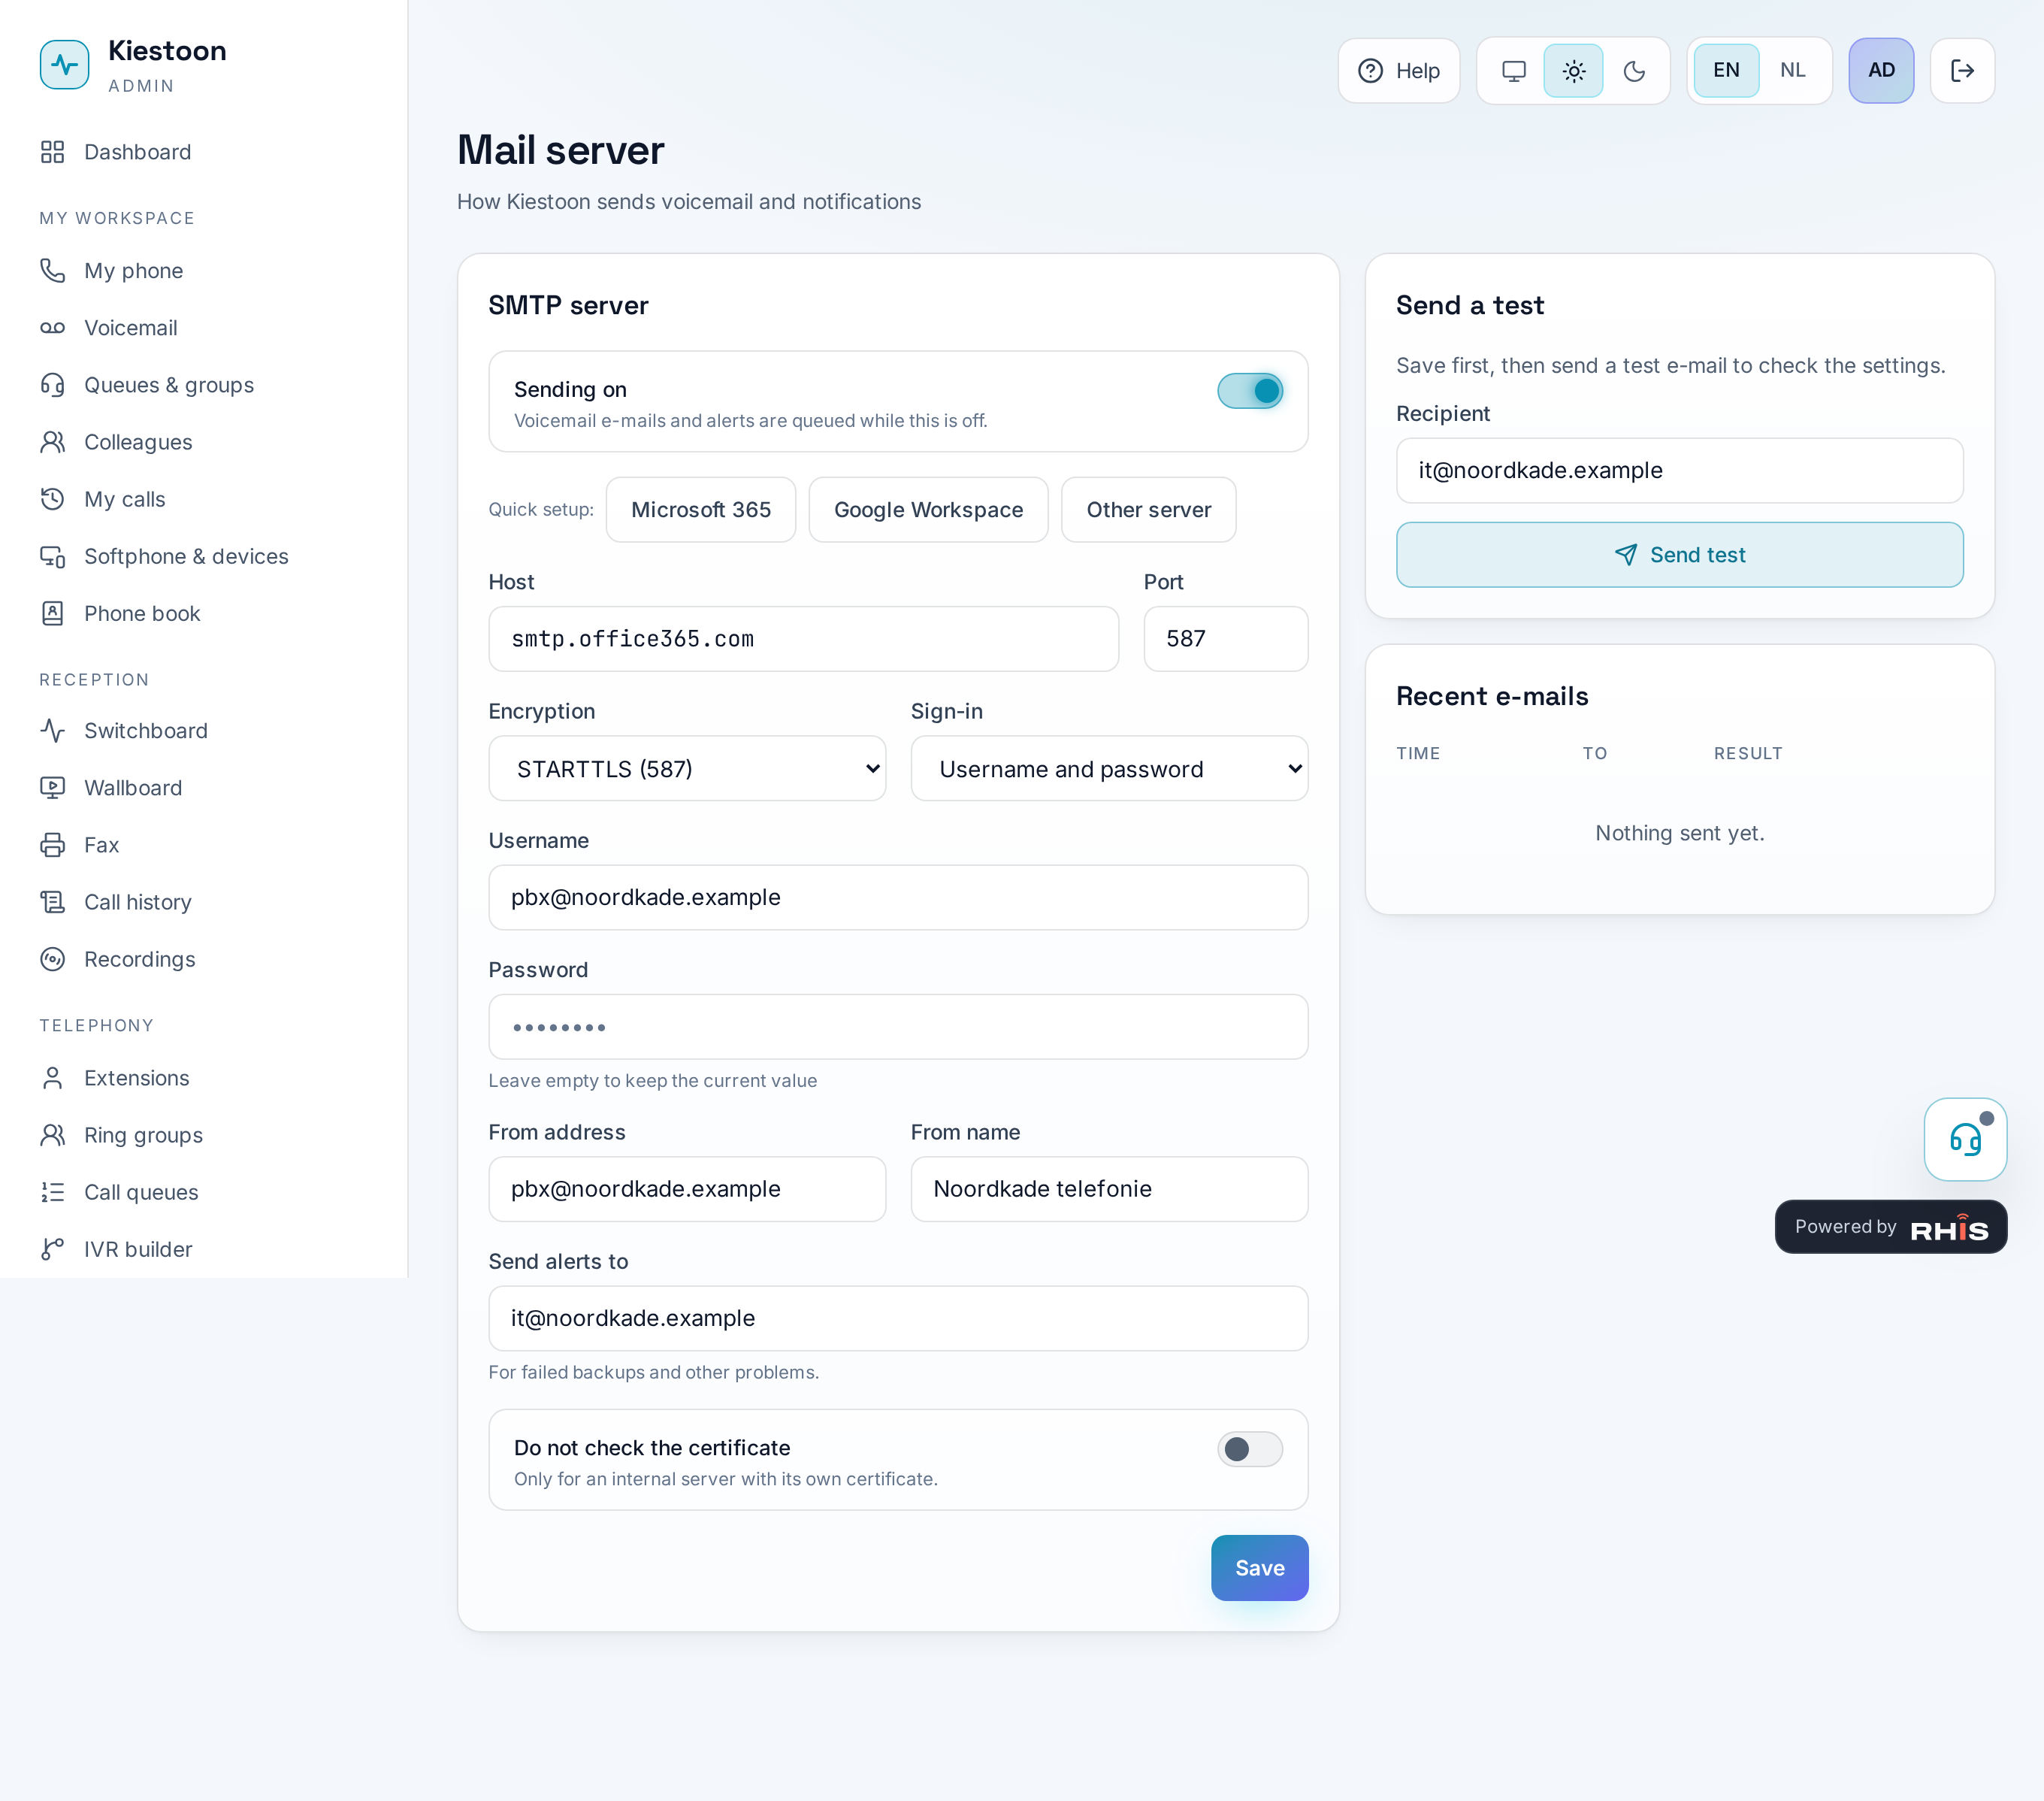 Kiestoon
ADMIN
Dashboard
MY WORKSPACE
My phone
Voicemail
Queues & groups
Colleagues
My calls
Softphone & devices
Phone book
RECEPTION
Switchboard
Wallboard
Fax
Call history
Recordings
TELEPHONY
Extensions
Ring groups
Call queues
IVR builder
Help
EN NL
AD
Mail server
How Kiestoon sends voicemail and notifications
SMTP server
Sending on
Voicemail e-mails and alerts are queued while this is off.
Quick setup: Microsoft 365 Google Workspace Other server
Host Port
smtp.office365.com 587
Encryption Sign-in
STARTTLS (587) Username and password
Username
pbx@noordkade.example
Password
••••••••
Leave empty to keep the current value
From address From name
pbx@noordkade.example Noordkade telefonie
Send alerts to
it@noordkade.example
For failed backups and other problems.
Do not check the certificate
Only for an internal server with its own certificate.
Save
Send a test
Save first, then send a test e-mail to check the settings.
Recipient
it@noordkade.example
Send test
Recent e-mails
TIME TO RESULT
Nothing sent yet.
Powered by RHiS